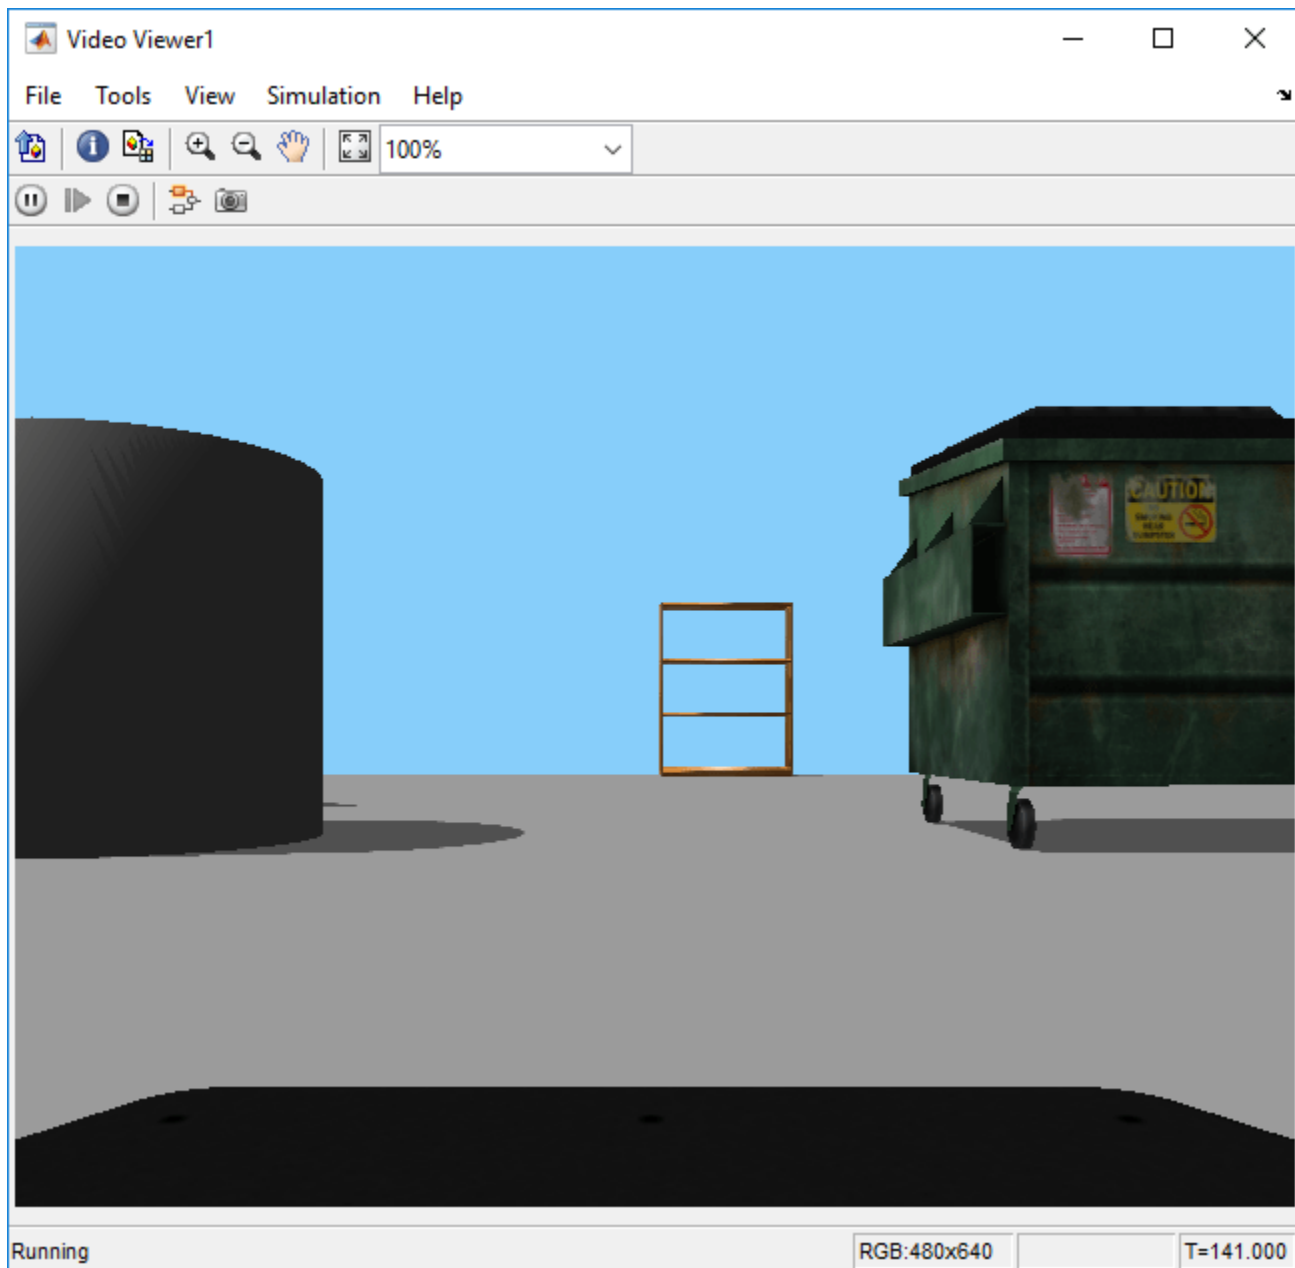 Video Viewer1
File Tools View Simulation Help
100%
CAUTION
Running RGB:480x640 T=141.000